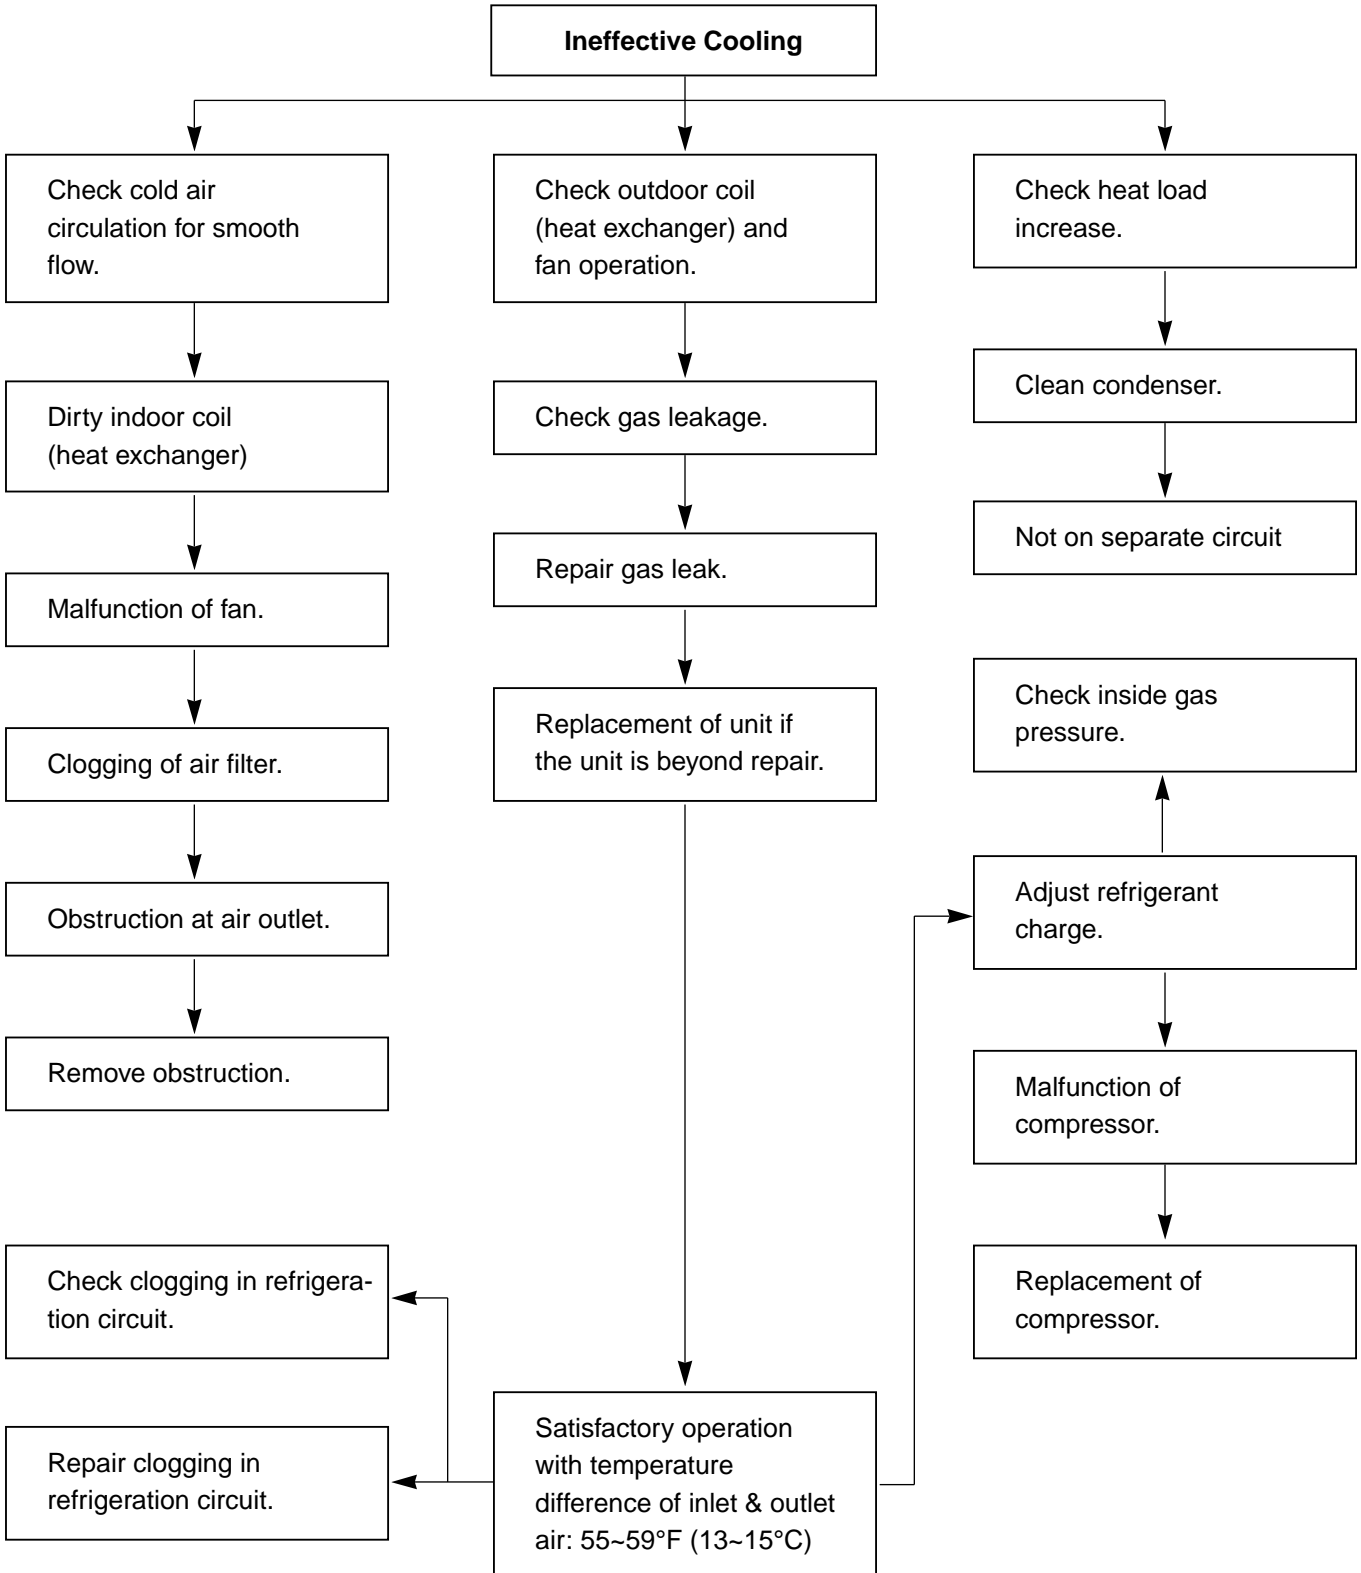 Ineffective Cooling
Check cold air
circulation for smooth
flow.
Dirty indoor coil
(heat exchanger)
Malfunction of fan.
Clogging of air filter.
Obstruction at air outlet.
Remove obstruction.
Check clogging in refrigera-
tion circuit.
Repair clogging in
refrigeration circuit.
Check outdoor coil
(heat exchanger) and
fan operation.
Check gas leakage.
Repair gas leak.
Replacement of unit if
the unit is beyond repair.
Satisfactory operation
with temperature
difference of inlet & outlet
air: 55~59°F (13~15°C)
Check heat load
increase.
Clean condenser.
Not on separate circuit
Check inside gas
pressure.
Adjust refrigerant
charge.
Malfunction of
compressor.
Replacement of
compressor.